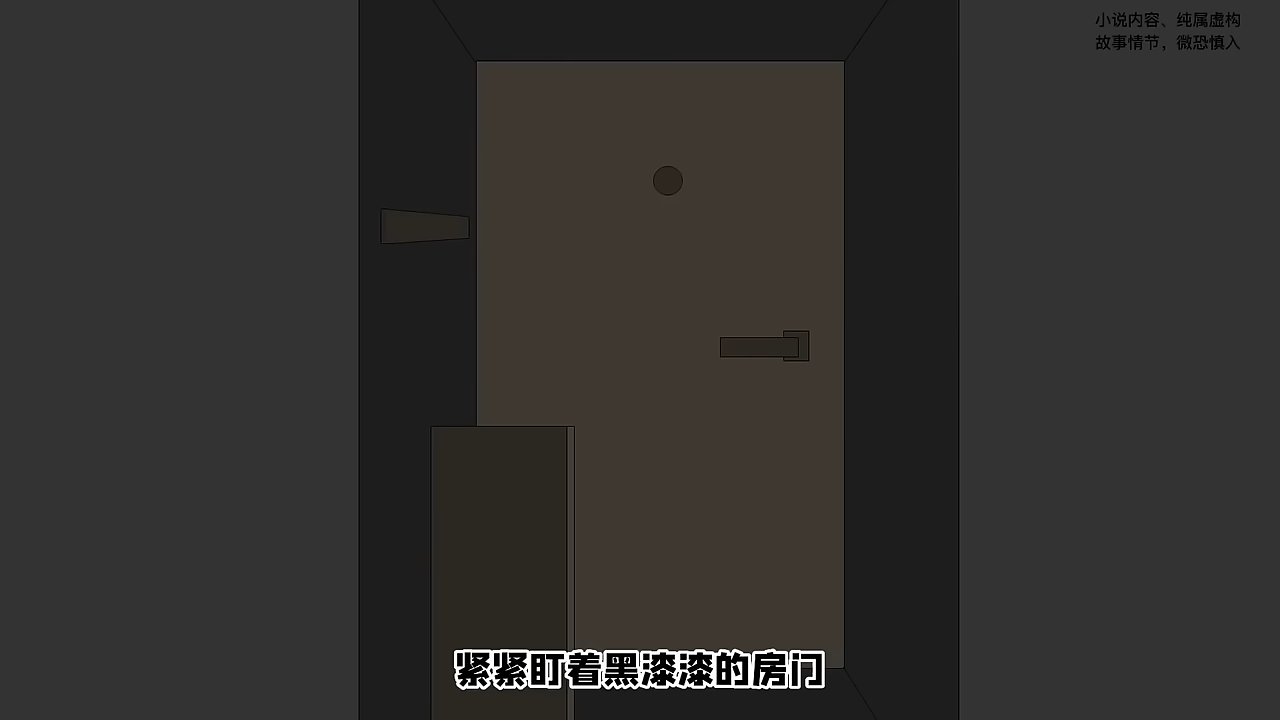 小说内容、纯属虚构
故事情节，微恐慎入
紧紧盯着黑漆漆的房门